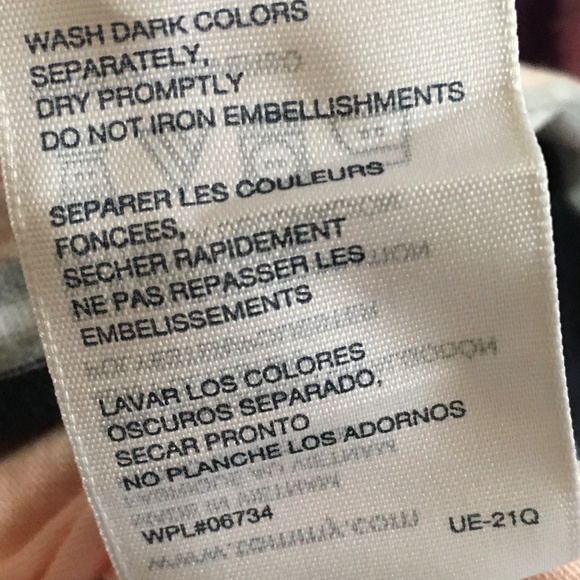 WASH DARK COLORS
SEPARATELY,
DRY PROMPTLY
DO NOT IRON EMBELLISHMENTS
SEPARER LES COULEURS
FONCEES,
SECHER RAPIDEMENT
NE PAS REPASSER LES
EMBELISSEMENTS
LAVAR LOS COLORES
OSCUROS SEPARADO,
SECAR PRONTO
NO PLANCHE LOS ADORNOS
WPL#06734
UE-21Q